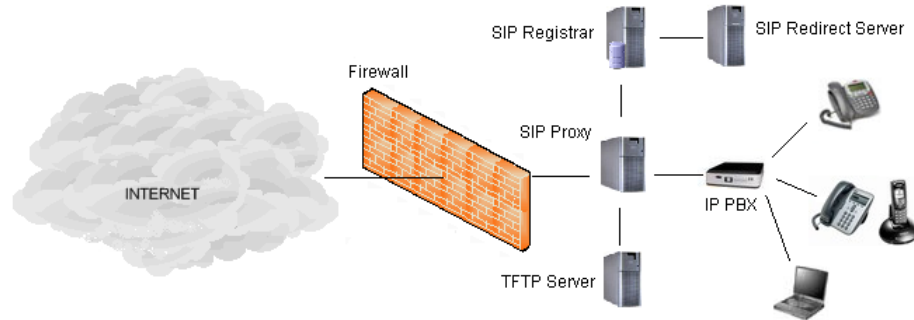 SIP Registrar
SIP Redirect Server
Firewall
SIP Proxy
INTERNET
IP PBX
TFTP Server